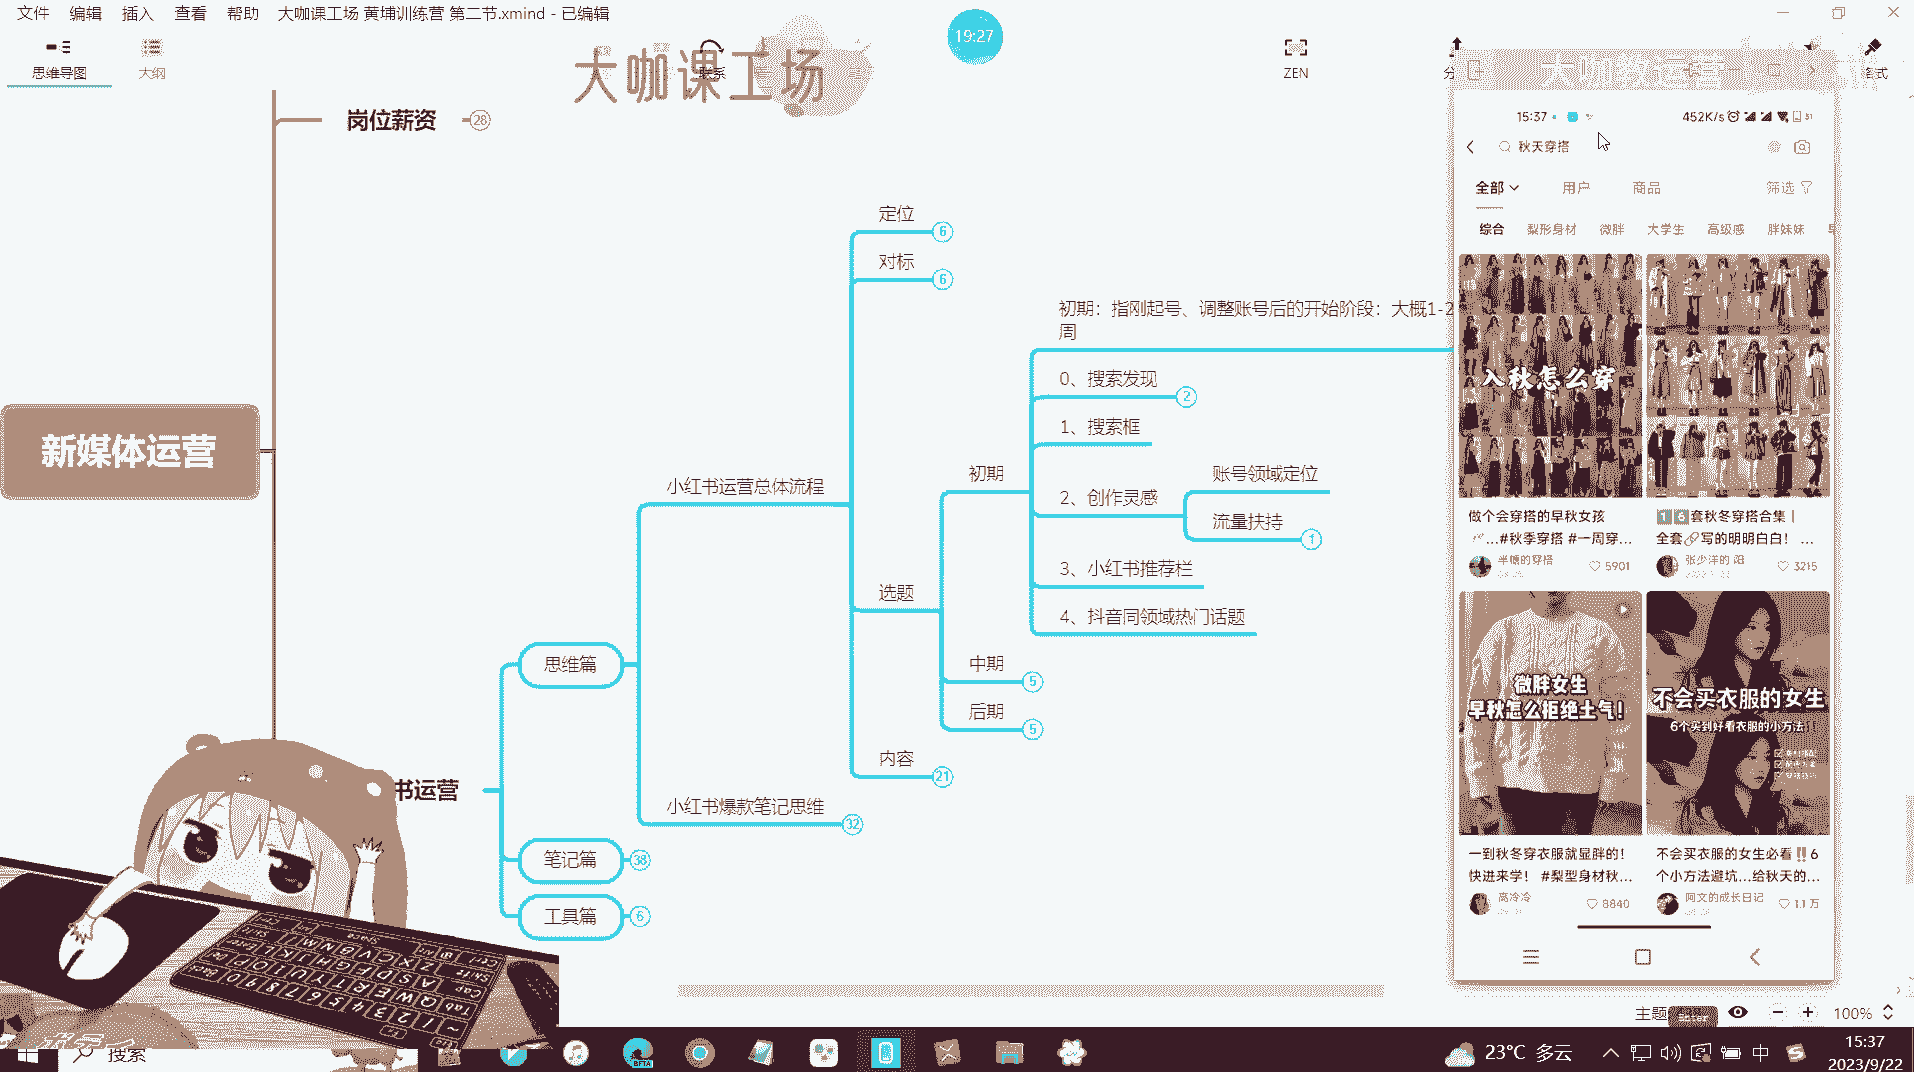 文件 编辑 插入 查看 帮助 大咖课工场 黄埔训练营 第二节.xmind - 已编辑
思维导图
大纲
联系
大咖课工场
19:27
ZEN
大咖教运营
格式
岗位薪资 28
新媒体运营
书运营
思维篇
笔记篇 38
工具篇 6
小红书运营总体流程
小红书爆款笔记思维 32
定位 6
对标 6
选题
内容 21
初期
中期 5
后期 5
初期：指刚起号、调整账号后的开始阶段：大概1-2
周
0、搜索发现 2
1、搜索框
2、创作灵感
账号领域定位
流量扶持 1
3、小红书推荐栏
4、抖音同领域热门话题
15:37
452K/s
秋天穿搭
全部 用户 商品 筛选
综合 梨形身材 微胖 大学生 高级感 胖妹妹
入秋怎么穿
做个会穿搭的早秋女孩
...#秋季穿搭 #一周穿...
半糖的穿搭 5901
16套秋冬穿搭合集丨
全套🔗写的明明白白！ ...
张少洋的 3215
微胖女生
早秋怎么拒绝土气！
不会买衣服的女生
6个买到好看衣服的小方法
一到秋冬穿衣服就显胖的！
快进来学！ #梨型身材秋...
高冷冷 8840
不会买衣服的女生必看‼️6
个小方法避坑...给秋天的...
阿文的成长日记 1.1万
主题
100%
搜索
BETA
23°C 多云
中
15:37
2023/9/22